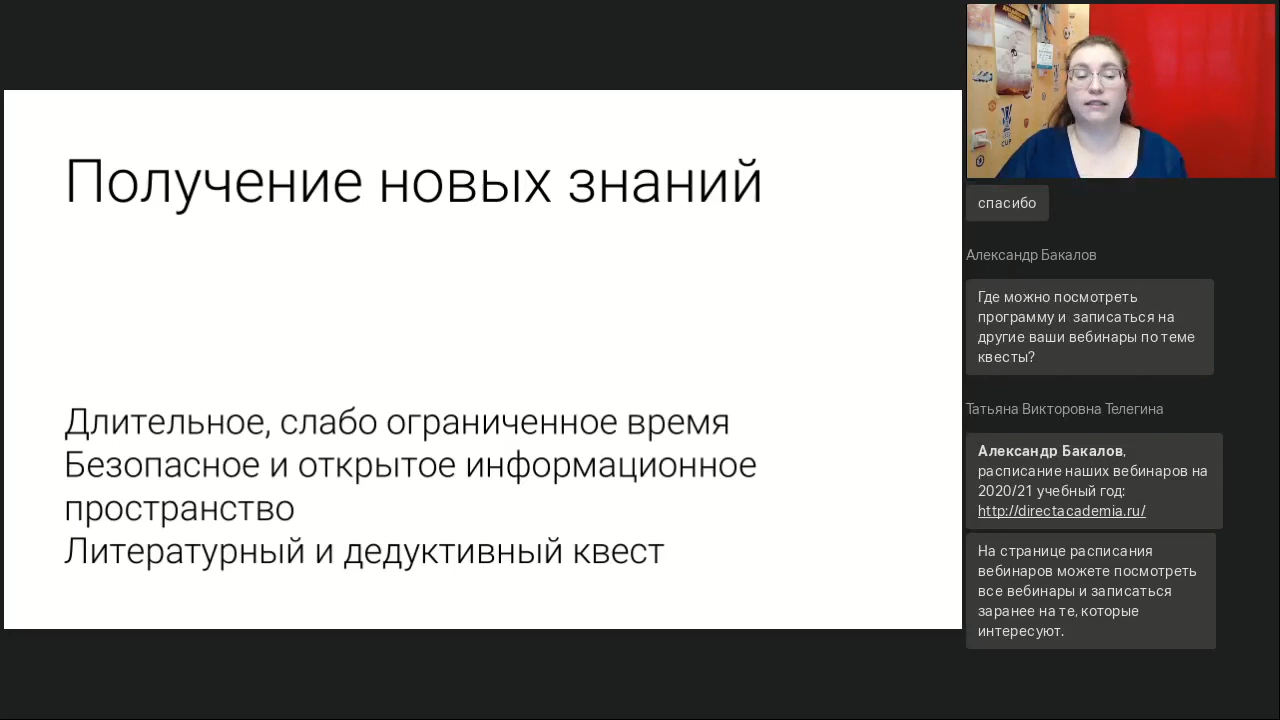 Получение новых знаний
Длительное, слабо ограниченное время
Безопасное и открытое информационное
пространство
Литературный и дедуктивный квест
CUP
спасибо
Александр Бакалов
Где можно посмотреть
программу и записаться на
другие ваши вебинары по теме
квесты?
Татьяна Викторовна Телегина
Александр Бакалов,
расписание наших вебинаров на
2020/21 учебный год:
http://directacademia.ru/
На странице расписания
вебинаров можете посмотреть
все вебинары и записаться
заранее на те, которые
интересуют.